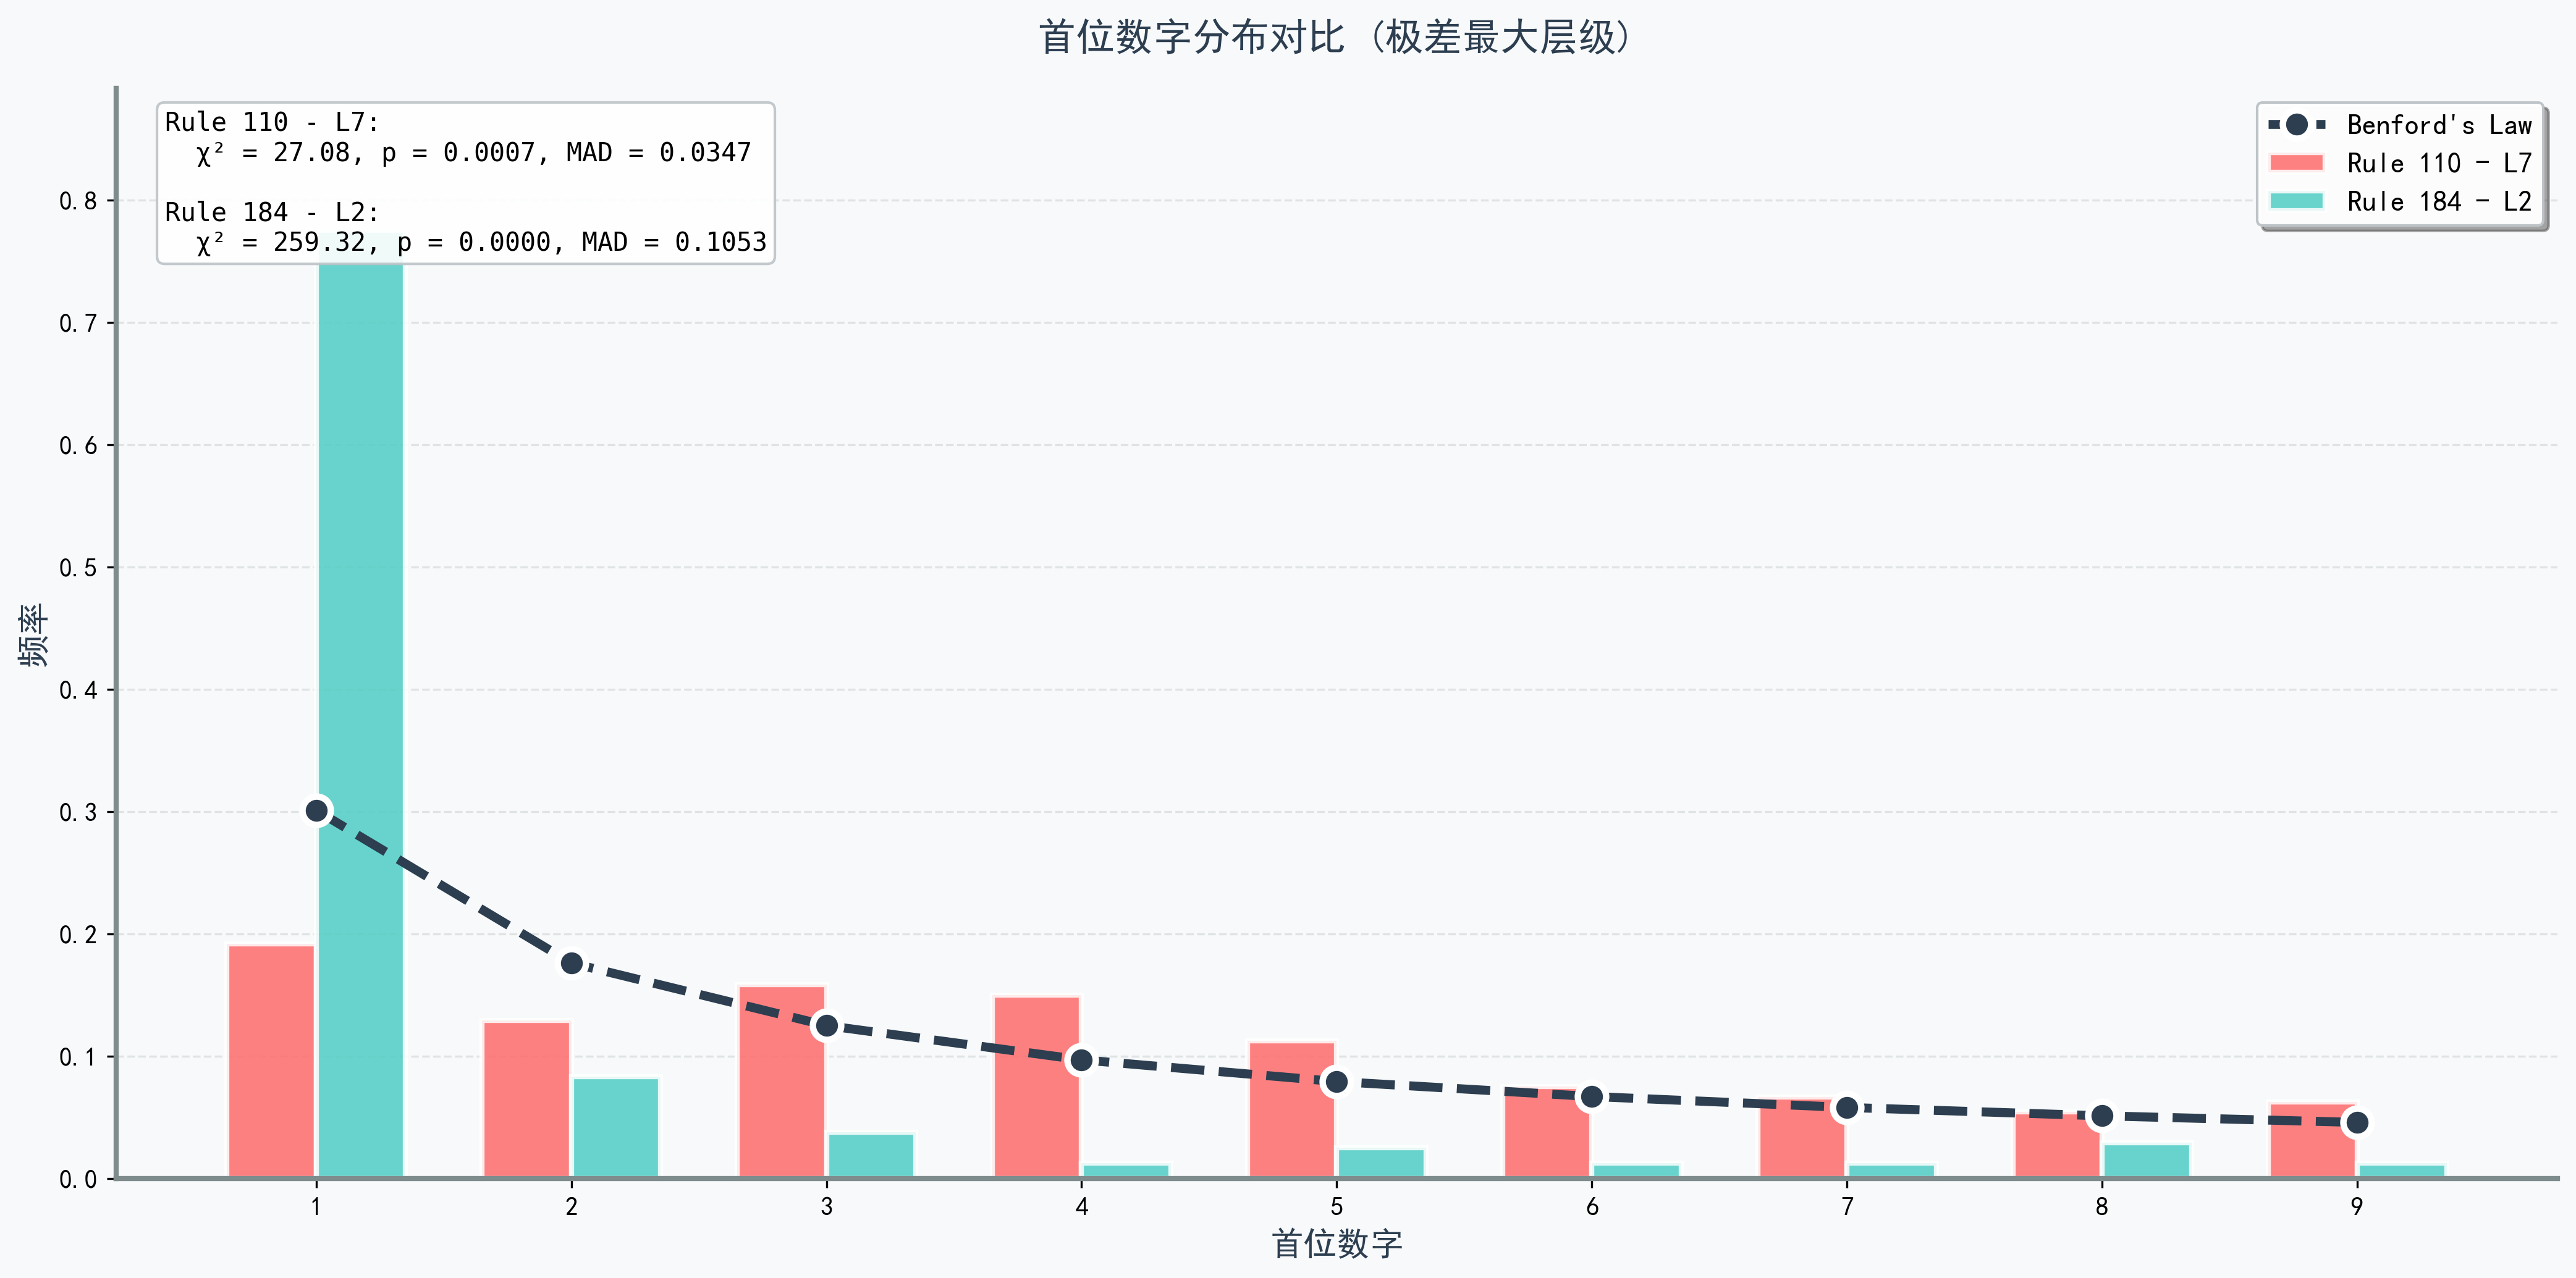 首位数字分布对比 (极差最大层级)
Rule 110 - L7:
χ² = 27.08, p = 0.0007, MAD = 0.0347
Rule 184 - L2:
χ² = 259.32, p = 0.0000, MAD = 0.1053
Benford's Law
Rule 110 - L7
Rule 184 - L2
频率
0.8
0.7
0.6
0.5
0.4
0.3
0.2
0.1
0.0
1 2 3 4 5 6 7 8 9
首位数字